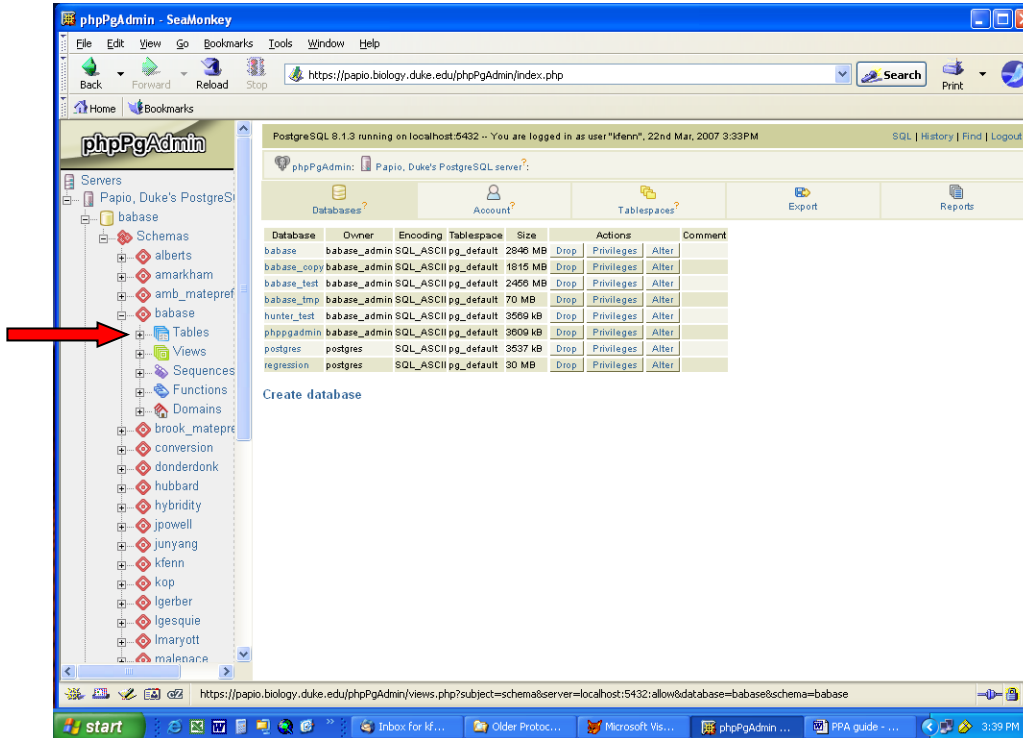 phpPgAdmin - SeaMonkey
File Edit View Go Bookmarks Tools Window Help
Back Forward Reload Stop https://papio.biology.duke.edu/phpPgAdmin/index.php Search Print
Home Bookmarks
phpPgAdmin
Servers
Papio, Duke's PostgreS
babase
Schemas
alberts
amarkham
amb_matepref
babase
Tables
Views
Sequences
Functions
Domains
brook_matepre
conversion
donderdonk
hubbard
hybridity
jpowell
junyang
kfenn
kop
lgerber
lgesquie
lmaryott
malepace
PostgreSQL 8.1.3 running on localhost:5432 -- You are logged in as user "kfenn", 22nd Mar, 2007 3:33PM SQL | History | Find | Logout
phpPgAdmin: Papio, Duke's PostgreSQL server?:
Databases? Account? Tablespaces? Export Reports
Database Owner Encoding Tablespace Size Actions Comment
babase babase_admin SQL_ASCII pg_default 2846 MB Drop Privileges Alter
babase_copy babase_admin SQL_ASCII pg_default 1815 MB Drop Privileges Alter
babase_test babase_admin SQL_ASCII pg_default 2456 MB Drop Privileges Alter
babase_tmp babase_admin SQL_ASCII pg_default 70 MB Drop Privileges Alter
hunter_test babase_admin SQL_ASCII pg_default 3569 kB Drop Privileges Alter
phppgadmin babase_admin SQL_ASCII pg_default 3609 kB Drop Privileges Alter
postgres postgres SQL_ASCII pg_default 3537 kB Drop Privileges Alter
regression postgres SQL_ASCII pg_default 30 MB Drop Privileges Alter
Create database
https://papio.biology.duke.edu/phpPgAdmin/views.php?subject=schema&server=localhost:5432:allow&database=babase&schema=babase
start Inbox for kf... Older Protoc... Microsoft Vis... phpPgAdmin ... PPA guide - ... 3:39 PM